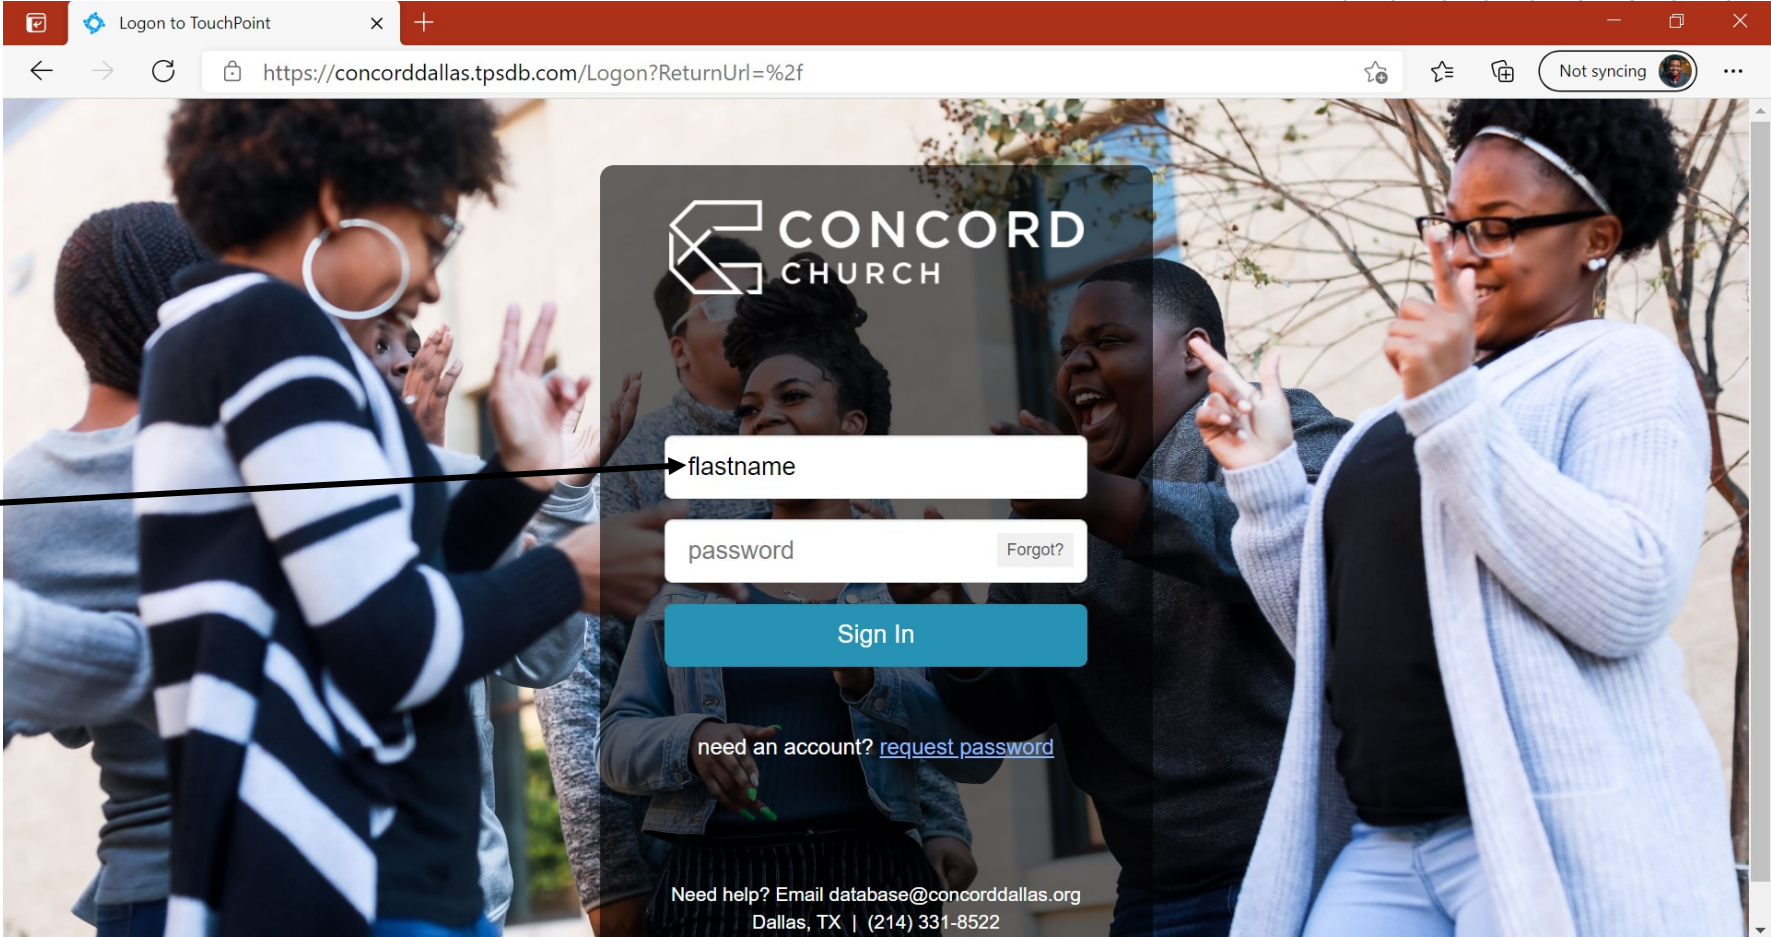 Logon to TouchPoint
https://concorddallas.tpsdb.com/Logon?ReturnUrl=%2f
Not syncing
CONCORD
CHURCH
flastname
password
Forgot?
Sign In
need an account? request password
Need help? Email database@concorddallas.org
Dallas, TX | (214) 331-8522